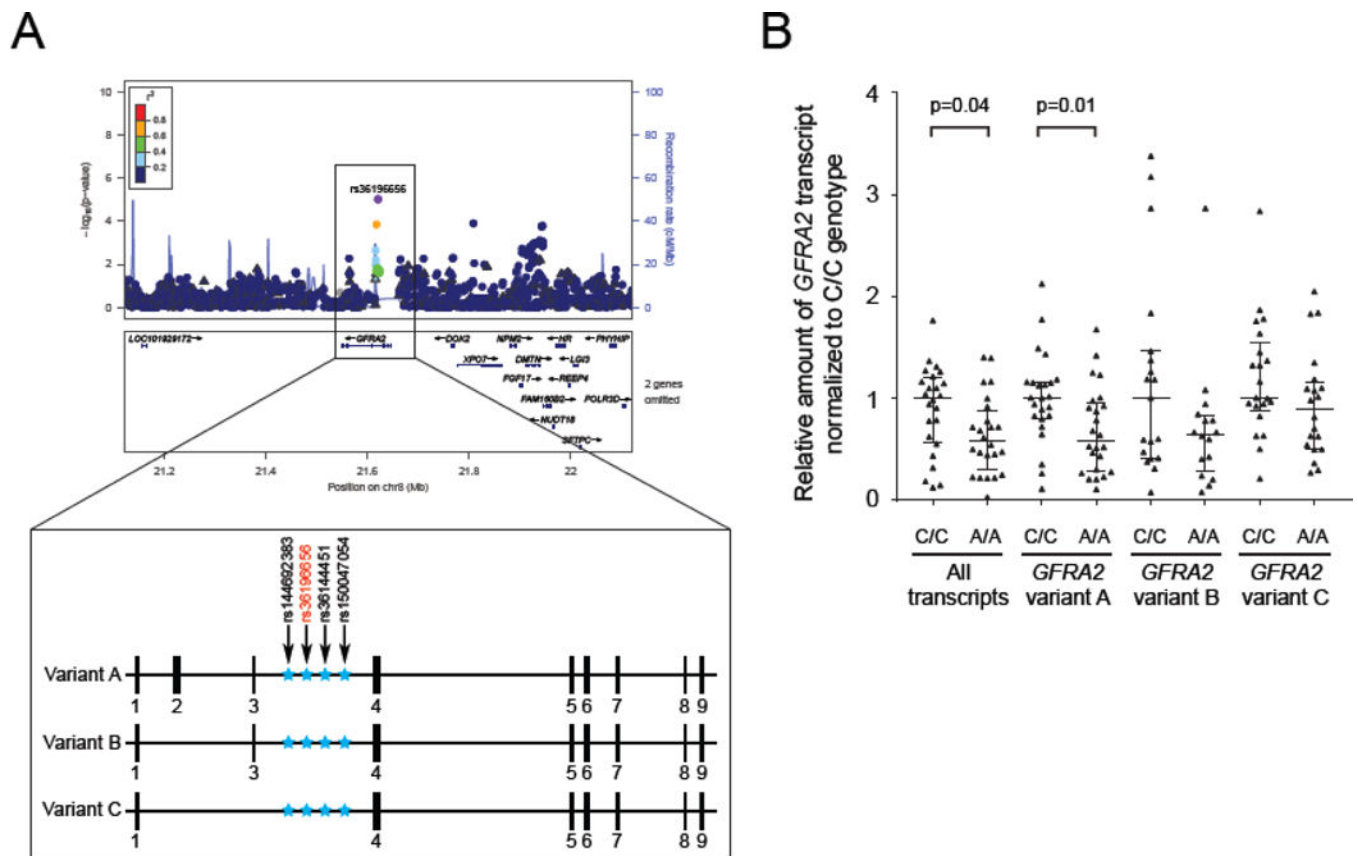 A
r²
0.8
0.6
0.4
0.2
rs36196656
10
8
6
4
2
0
− log₁₀(p−value)
100
80
60
40
20
0
Recombination rate (cM/Mb)
LOC101929172
GFRA2
DOK2
NPM2
HR
PHYHIP
XPO7
DMTN
LGI3
FGF17
REEP4
2 genes
omitted
FAM160B2
POLR3D
NUDT18
SFTPC
21.2
21.4
21.6
21.8
22
Position on chr8 (Mb)
rs144692383
rs36196656
rs36144451
rs150047054
Variant A
1
2
3
4
5
6
7
8
9
Variant B
1
3
4
5
6
7
8
9
Variant C
1
4
5
6
7
8
9
B
Relative amount of GFRA2 transcript
normalized to C/C genotype
4
3
2
1
0
p=0.04
p=0.01
C/C A/A C/C A/A C/C A/A C/C A/A
All
transcripts
GFRA2
variant A
GFRA2
variant B
GFRA2
variant C